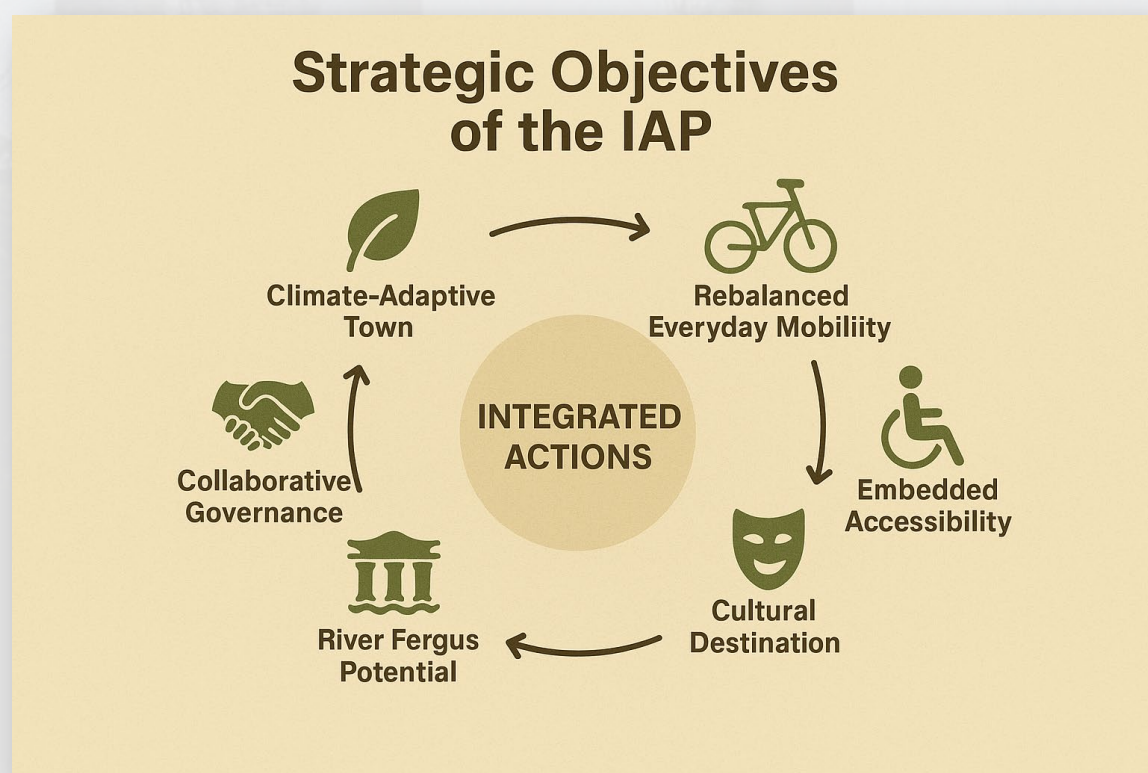 Strategic Objectives
of the IAP
Climate-Adaptive
Town
Rebalanced
Everyday Mobiliity
Embedded
Accessibility
Cultural
Destination
River Fergus
Potential
Collaborative
Governance
INTEGRATED
ACTIONS